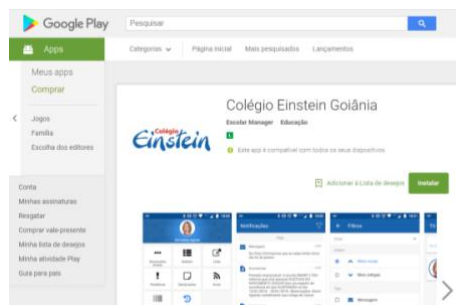 Google Play
Pesquisar
Apps
Categorias
Página inicial
Mais pesquisados
Lançamentos
Meus apps
Comprar
Jogos
Família
Escolha dos editores
Conta
Minhas assinaturas
Resgatar
Comprar vale-presente
Minha lista de desejos
Minha atividade Play
Guia para pais
Colégio Einstein
Colégio Einstein Goiânia
Escolar Manager Educação
L
Este app é compatível com todos os seus dispositivos.
Adicionar à Lista de desejos
Instalar
Notificações
Filtros